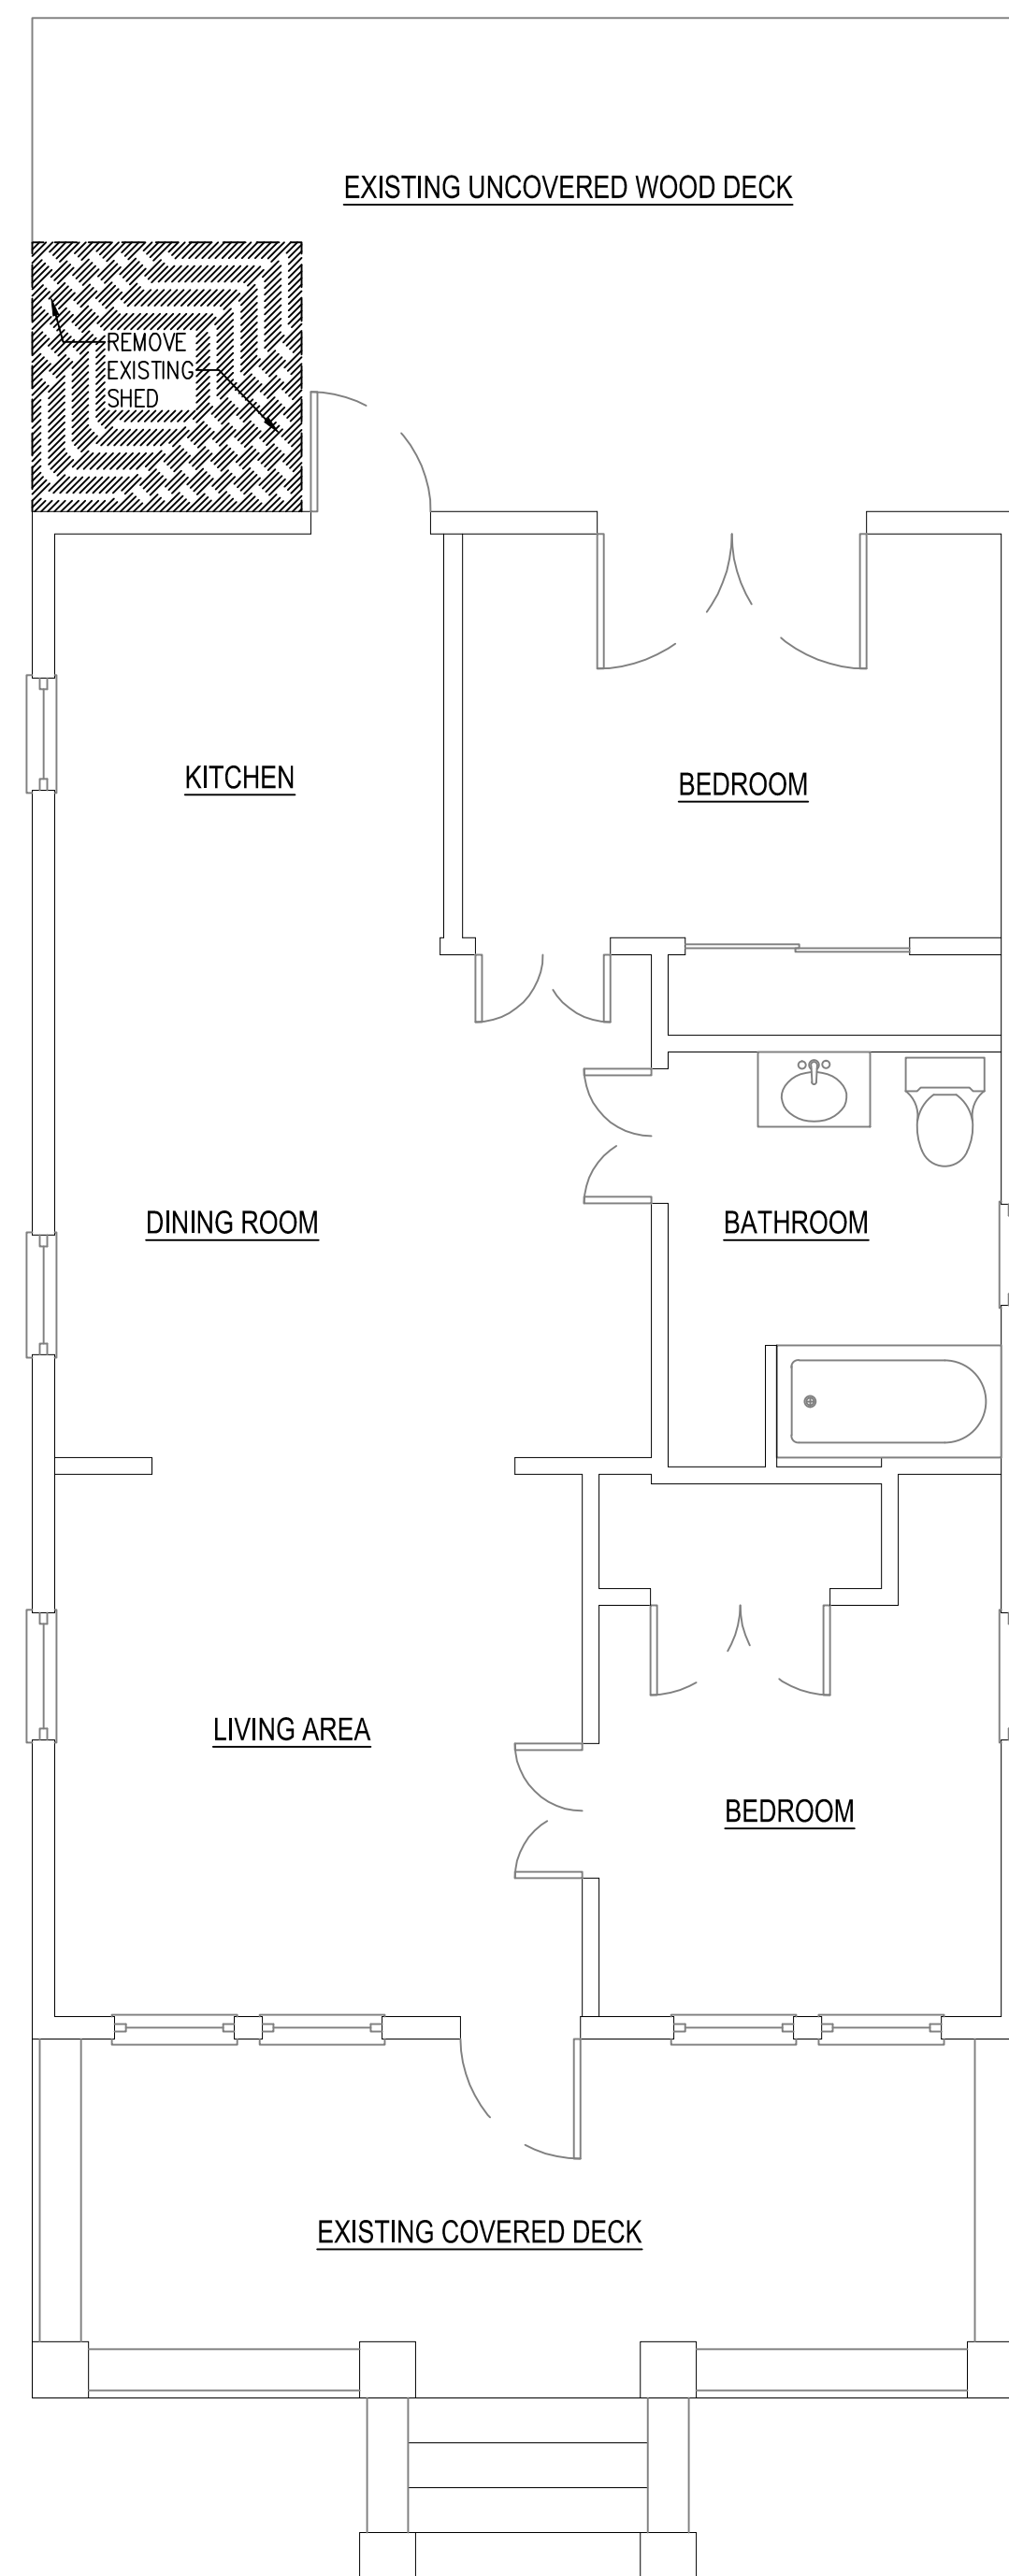 EXISTING UNCOVERED WOOD DECK
REMOVE
EXISTING
SHED
KITCHEN
BEDROOM
DINING ROOM
BATHROOM
LIVING AREA
BEDROOM
EXISTING COVERED DECK